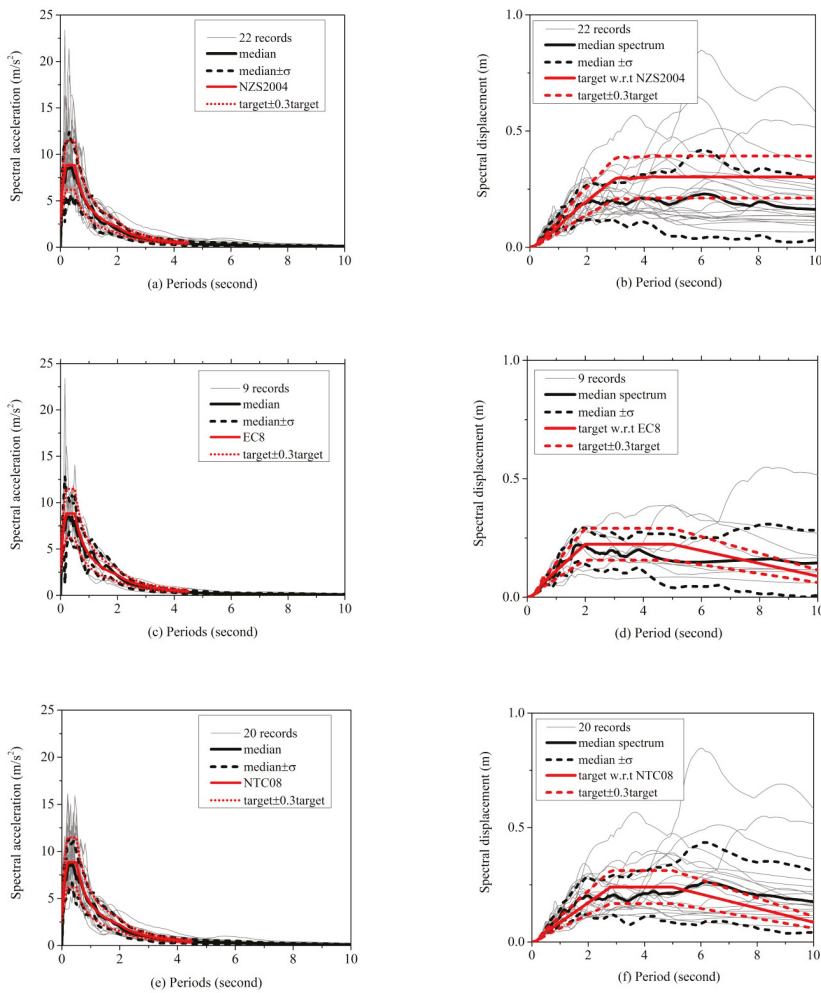 25
20
15
10
5
0
0 2 4 6 8 10
Spectral acceleration (m/s²)
22 records
median
median±σ
NZS2004
target±0.3target
(a) Periods (second)
1.0
0.5
0.0
0 2 4 6 8 10
Spectral displacement (m)
22 records
median spectrum
median ±σ
target w.r.t NZS2004
target±0.3target
(b) Period (second)
25
20
15
10
5
0
0 2 4 6 8 10
Spectral acceleration (m/s²)
9 records
median
median±σ
EC8
target±0.3target
(c) Periods (second)
1.0
0.5
0.0
0 2 4 6 8 10
Spectral displacement (m)
9 records
median spectrum
median ±σ
target w.r.t EC8
target±0.3target
(d) Period (second)
25
20
15
10
5
0
0 2 4 6 8 10
Spectral acceleration (m/s²)
20 records
median
median±σ
NTC08
target±0.3target
(e) Periods (second)
1.0
0.5
0.0
0 2 4 6 8 10
Spectral displacement (m)
20 records
median spectrum
median ±σ
target w.r.t NTC08
target±0.3target
(f) Period (second)